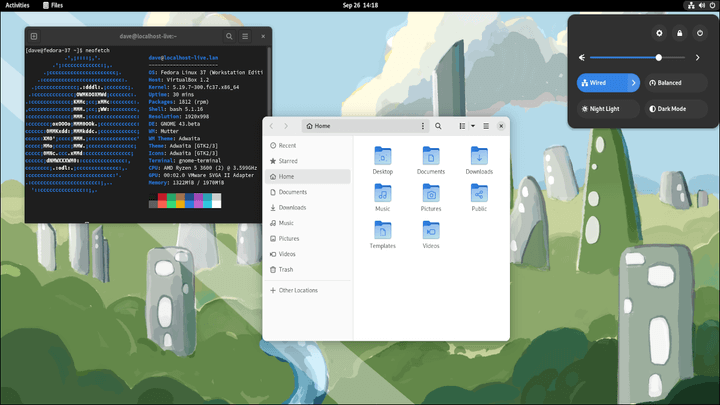 Activities
Files
Sep 26 14:18
dave@localhost-live:~
[dave@fedora-37 ~]$ neofetch
dave@localhost-live.lan
OS: Fedora Linux 37 (Workstation Editi
Host: VirtualBox 1.2
Kernel: 5.19.7-300.fc37.x86_64
Uptime: 30 mins
Packages: 1812 (rpm)
Shell: bash 5.1.16
Resolution: 1920x998
DE: GNOME 43.beta
WM: Mutter
WM Theme: Adwaita
Theme: Adwaita [GTK2/3]
Icons: Adwaita [GTK2/3]
Terminal: gnome-terminal
CPU: AMD Ryzen 5 3600 (2) @ 3.599GHz
GPU: 00:02.0 VMware SVGA II Adapter
Memory: 1322MiB / 1970MiB
Home
Recent
Starred
Home
Documents
Downloads
Music
Pictures
Videos
Trash
Other Locations
Desktop
Documents
Downloads
Music
Pictures
Public
Templates
Videos
Wired
Balanced
Night Light
Dark Mode